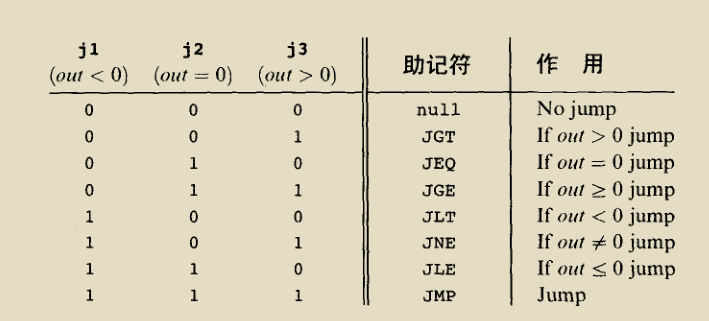 j1 j2 j3 助记符 作用
(out < 0) (out = 0) (out > 0)
0 0 0 null No jump
0 0 1 JGT If out > 0 jump
0 1 0 JEQ If out = 0 jump
0 1 1 JGE If out ≥ 0 jump
1 0 0 JLT If out < 0 jump
1 0 1 JNE If out ≠ 0 jump
1 1 0 JLE If out ≤ 0 jump
1 1 1 JMP Jump